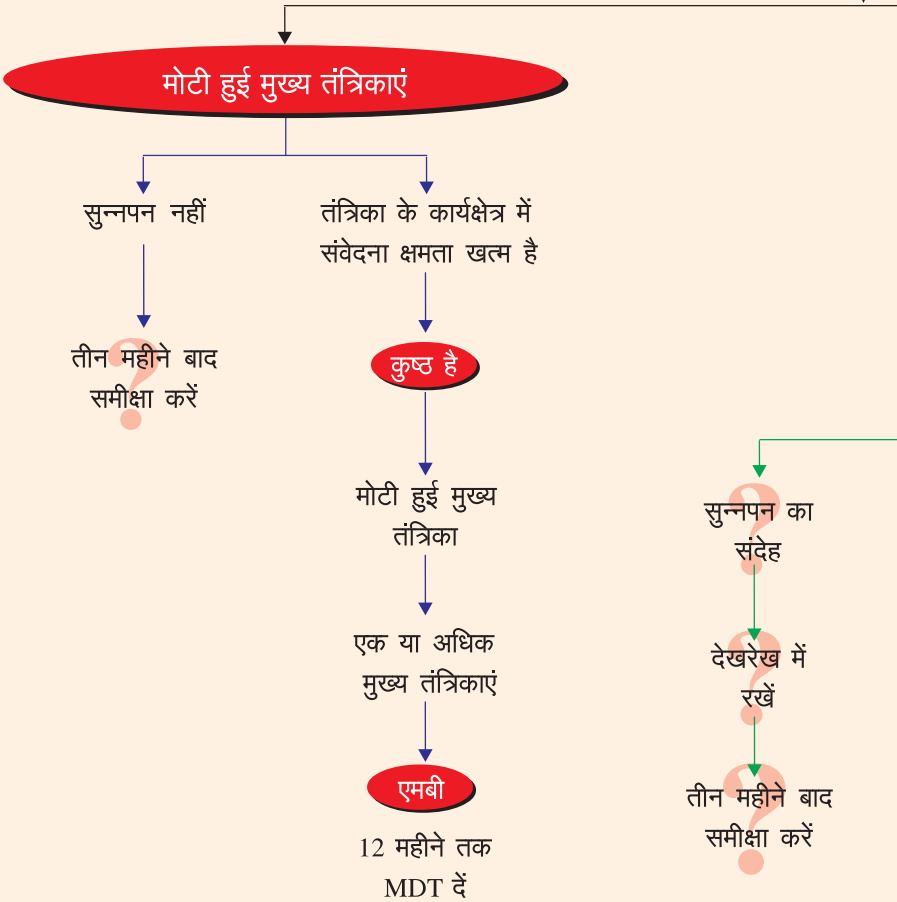 मोटी हुई मुख्य तंत्रिकाएं
सुन्नपन नहीं
तीन महीने बाद
समीक्षा करें
तंत्रिका के कार्यक्षेत्र में
संवेदना क्षमता खत्म है
कुष्ठ है
मोटी हुई मुख्य
तंत्रिका
एक या अधिक
मुख्य तंत्रिकाएं
एमबी
12 महीने तक
MDT दें
सुन्नपन का
संदेह
देखरेख में
रखें
तीन महीने बाद
समीक्षा करें